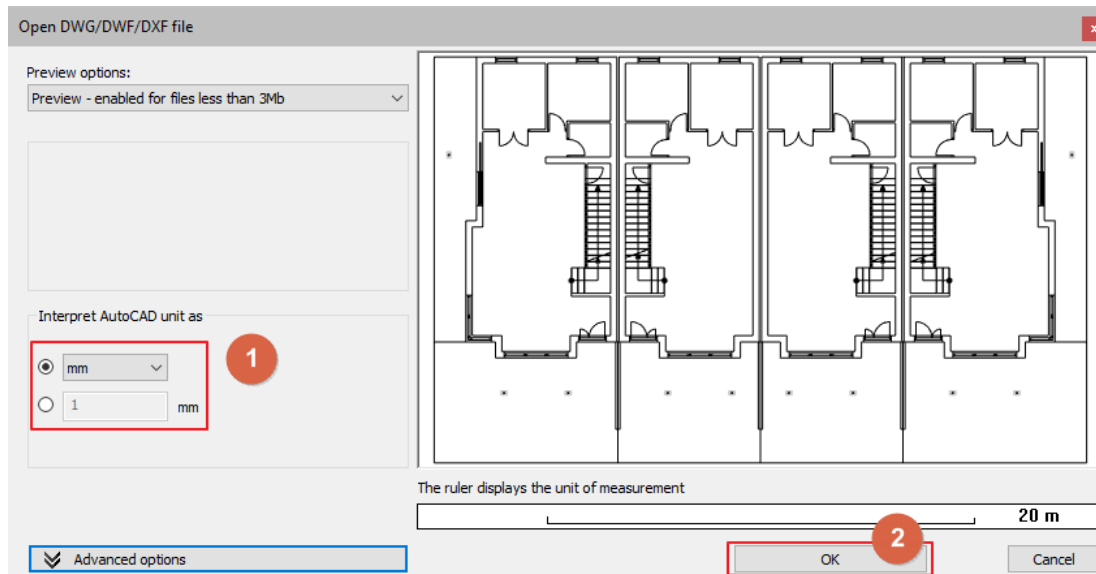 Open DWG/DWF/DXF file
x
Preview options:
Preview - enabled for files less than 3Mb
Interpret AutoCAD unit as
mm
1
1 mm
The ruler displays the unit of measurement
20 m
2
Advanced options
OK
Cancel